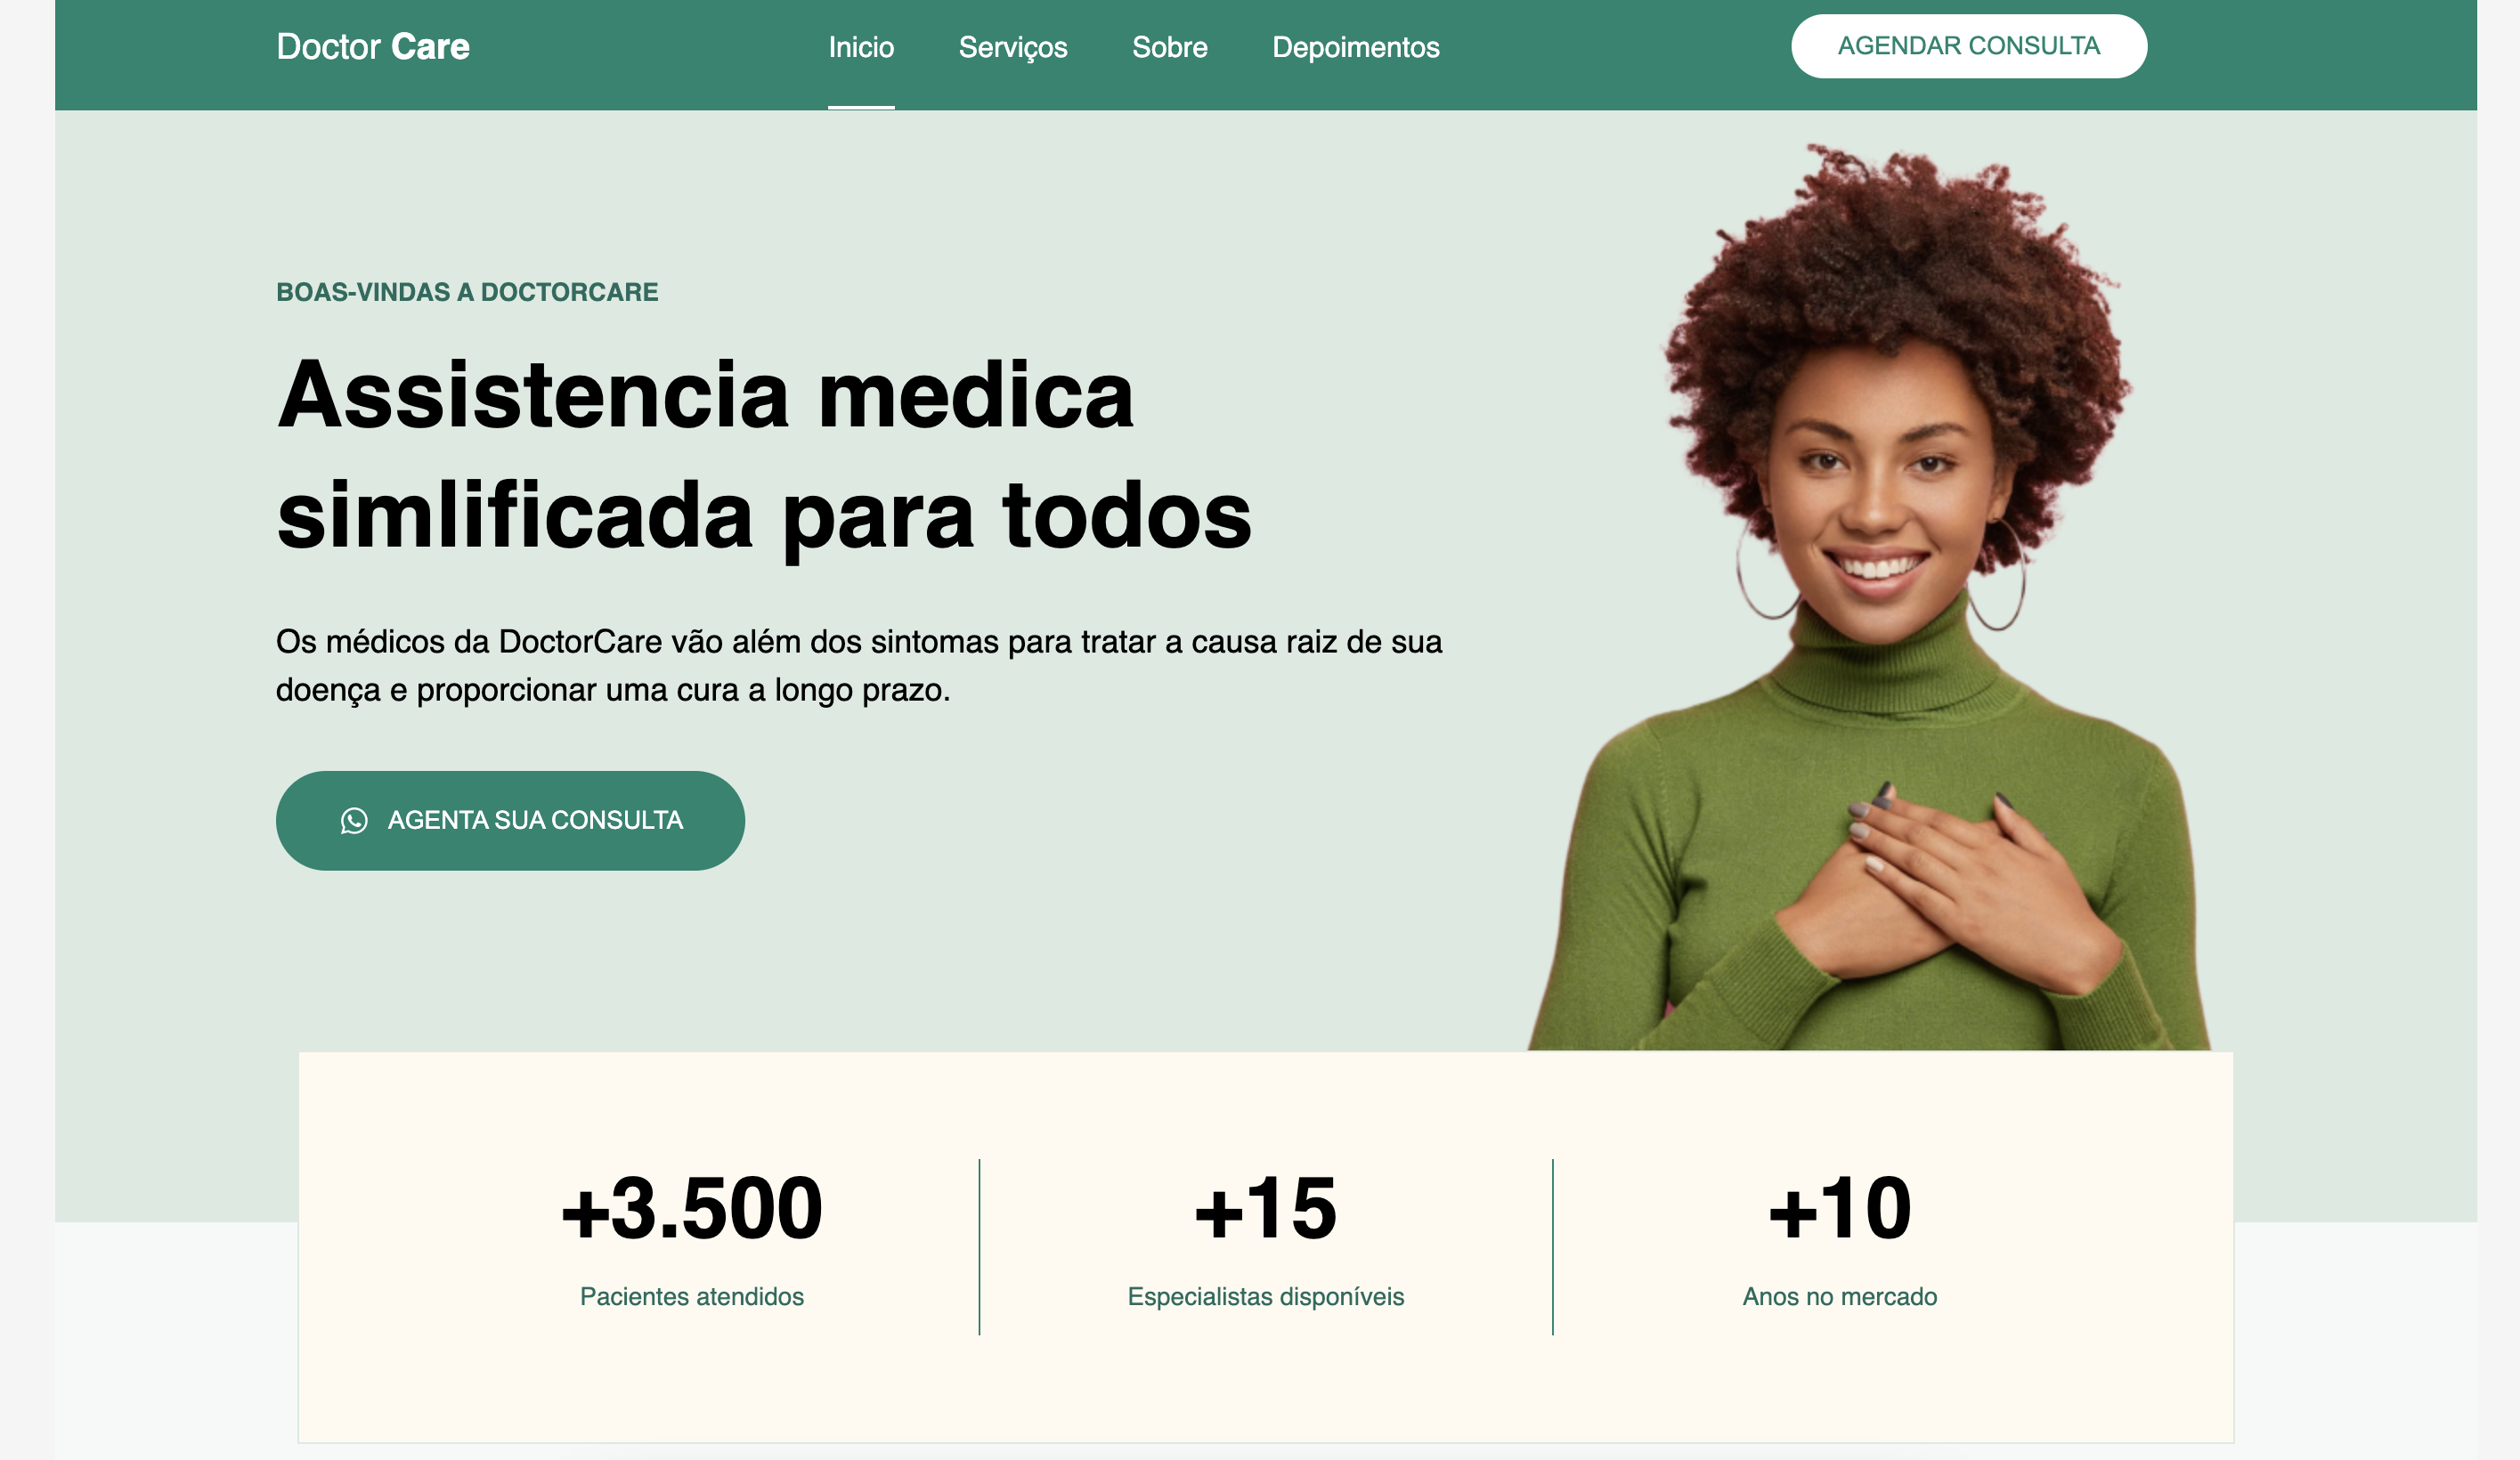 Doctor Care
Inicio
Serviços
Sobre
Depoimentos
AGENDAR CONSULTA
BOAS-VINDAS A DOCTORCARE
Assistencia medica
simlificada para todos
Os médicos da DoctorCare vão além dos sintomas para tratar a causa raiz de sua
doença e proporcionar uma cura a longo prazo.
AGENTA SUA CONSULTA
+3.500
Pacientes atendidos
+15
Especialistas disponíveis
+10
Anos no mercado